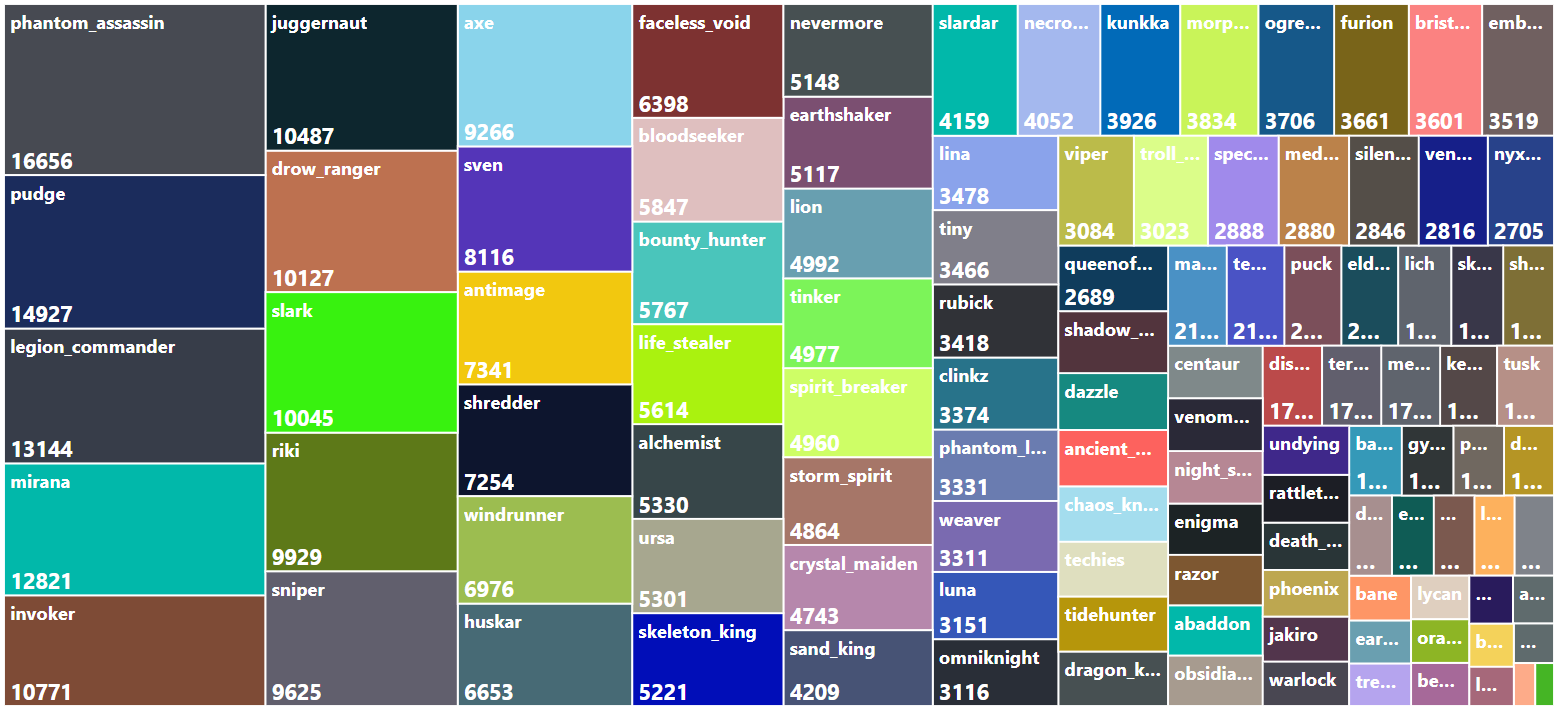 phantom_assassin
16656
pudge
14927
legion_commander
13144
mirana
12821
invoker
10771
juggernaut
10487
drow_ranger
10127
slark
10045
riki
9929
sniper
9625
axe
9266
sven
8116
antimage
7341
shredder
7254
windrunner
6976
huskar
6653
faceless_void
6398
bloodseeker
5847
bounty_hunter
5767
life_stealer
5614
alchemist
5330
ursa
5301
skeleton_king
5221
nevermore
5148
earthshaker
5117
lion
4992
tinker
4977
spirit_breaker
4960
storm_spirit
4864
crystal_maiden
4743
sand_king
4209
slardar
4159
necro...
4052
kunkka
3926
morp...
3834
ogre...
3706
furion
3661
brist...
3601
emb...
3519
lina
3478
tiny
3466
rubick
3418
clinkz
3374
phantom_l...
3331
weaver
3311
luna
3151
omniknight
3116
viper
3084
troll_...
3023
spec...
2888
med...
2880
silen...
2846
ven...
2816
nyx...
2705
queenof...
2689
shadow_...
dazzle
ancient_...
chaos_kn...
techies
tidehunter
dragon_k...
ma...
21...
te...
21...
puck
2...
eld...
2...
lich
1...
sk...
1...
sh...
1...
centaur
venom...
night_s...
enigma
razor
abaddon
obsidia...
dis...
17...
ter...
17...
me...
17...
ke...
1...
tusk
1...
undying
rattlet...
death_...
phoenix
jakiro
warlock
ba...
1...
gy...
1...
p...
1...
d...
1...
d...
...
e...
...
...
...
l...
...
...
...
bane
ear...
tre...
lycan
ora...
be...
...
b...
l...
a...
...